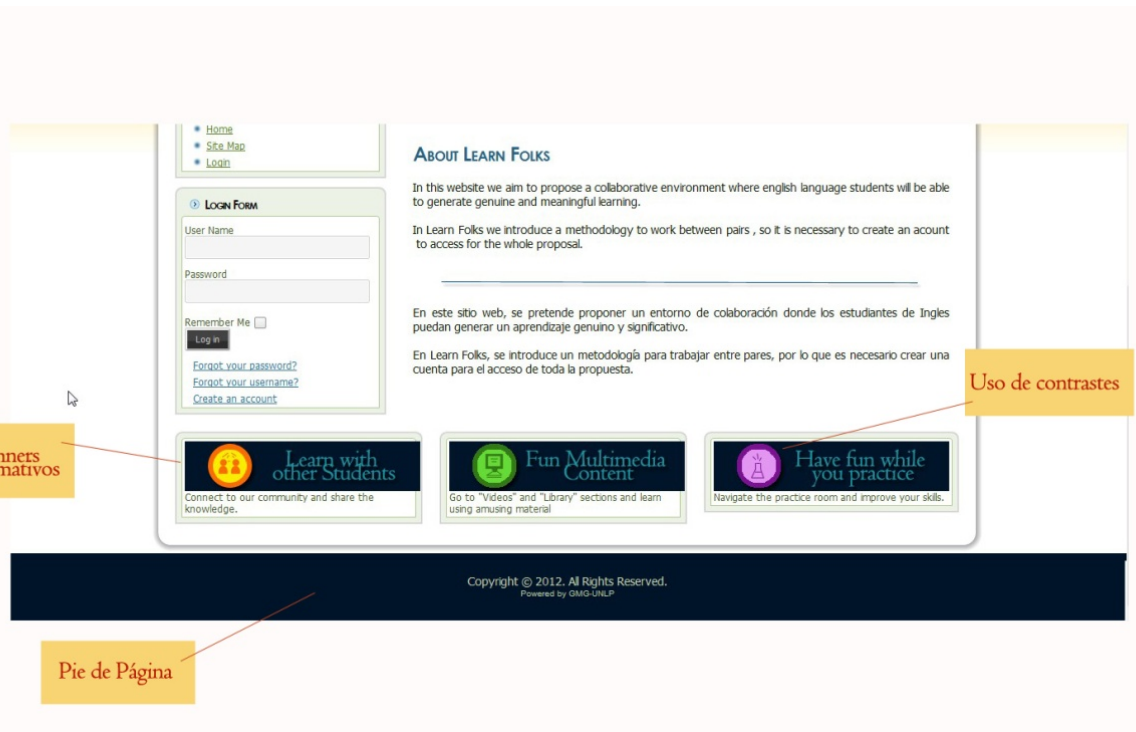 Home
Site Map
Login
LOGIN FORM
User Name
Password
Remember Me
Log in
Forgot your password?
Forgot your username?
Create an account
ABOUT LEARN FOLKS
In this website we aim to propose a collaborative environment where english language students will be able
to generate genuine and meaningful learning.
In Learn Folks we introduce a methodology to work between pairs , so it is necessary to create an acount
to access for the whole proposal.
En este sitio web, se pretende proponer un entorno de colaboración donde los estudiantes de Ingles
puedan generar un aprendizaje genuino y significativo.
En Learn Folks, se introduce un metodología para trabajar entre pares, por lo que es necesario crear una
cuenta para el acceso de toda la propuesta.
Uso de contrastes
nners
mativos
Learn with
other Students
Connect to our community and share the
knowledge.
Fun Multimedia
Content
Go to "Videos" and "Library" sections and learn
using amusing material
Have fun while
you practice
Navigate the practice room and improve your skills.
Copyright © 2012. All Rights Reserved.
Powered by GMG-UNLP
Pie de Página